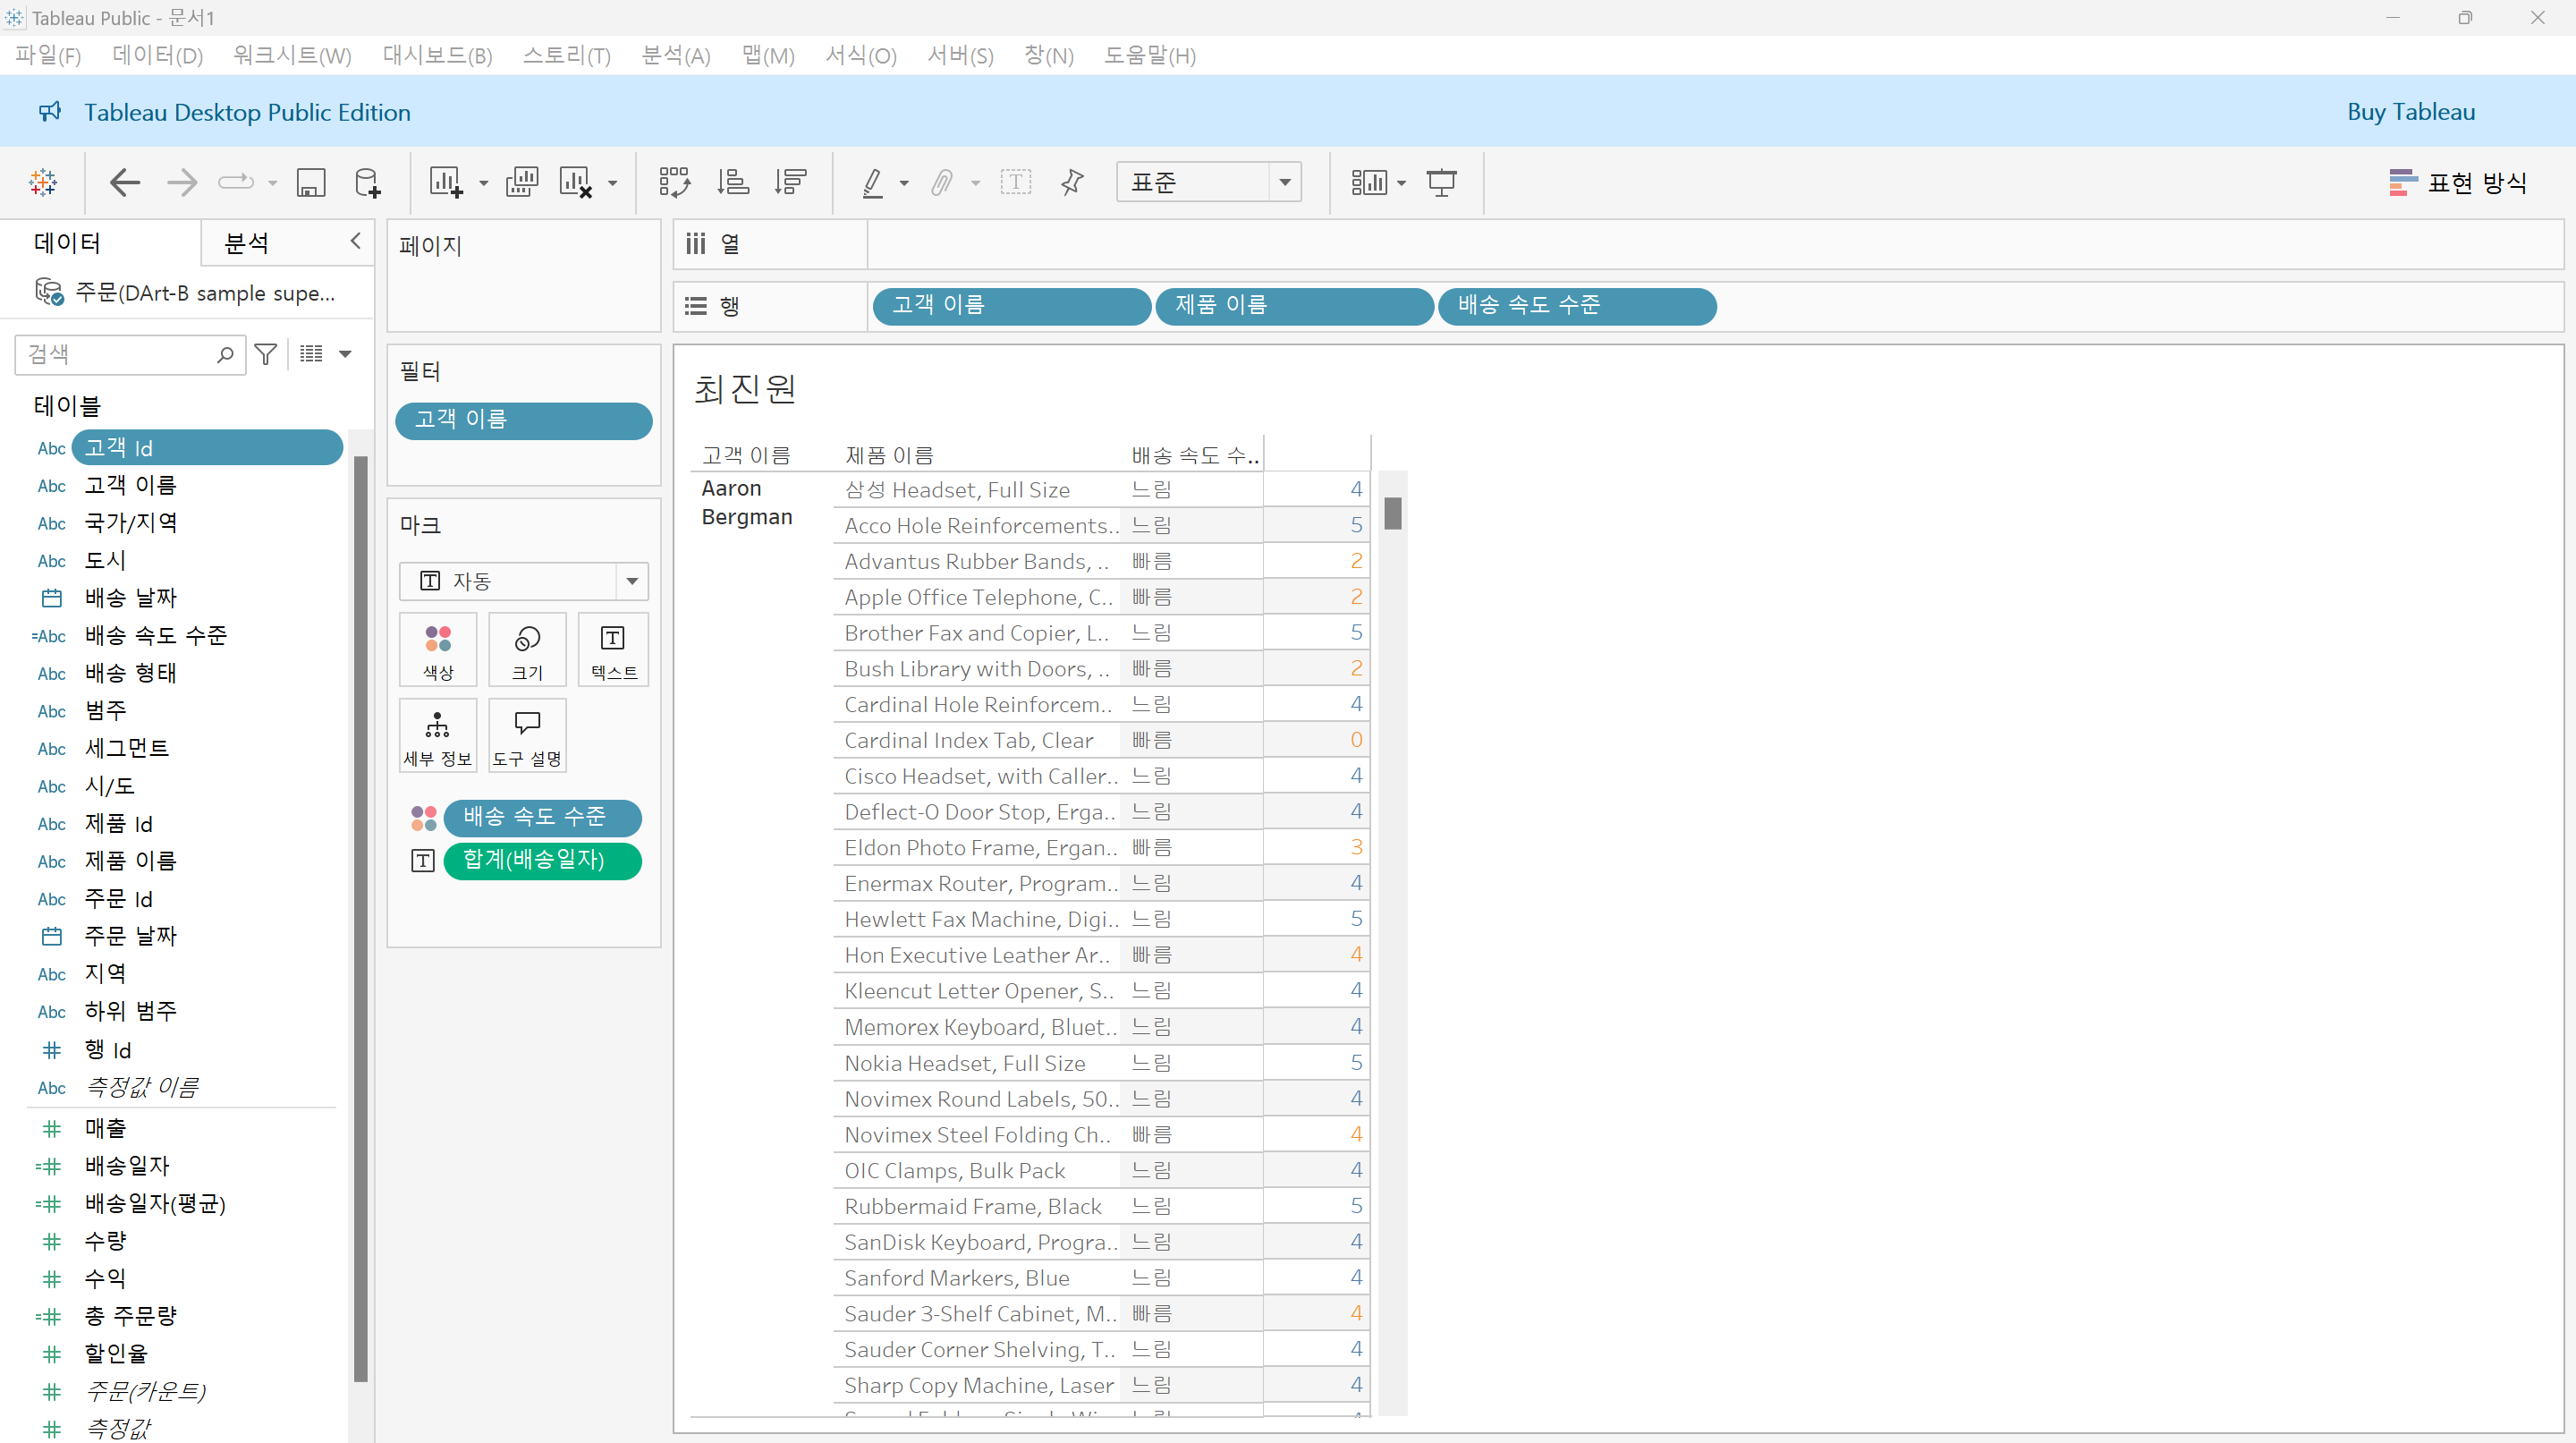 Tableau Public - 문서1
파일(F) 데이터(D) 워크시트(W) 대시보드(B) 스토리(T) 분석(A) 맵(M) 서식(O) 서버(S) 창(N) 도움말(H)
Tableau Desktop Public Edition
Buy Tableau
표준
표현 방식
데이터
분석
주문(DArt-B sample supe...
검색
테이블
Abc 고객 Id
Abc 고객 이름
Abc 국가/지역
Abc 도시
배송 날짜
=Abc 배송 속도 수준
Abc 배송 형태
Abc 범주
Abc 세그먼트
Abc 시/도
Abc 제품 Id
Abc 제품 이름
Abc 주문 Id
주문 날짜
Abc 지역
Abc 하위 범주
# 행 Id
Abc 측정값 이름
# 매출
=# 배송일자
=# 배송일자(평균)
# 수량
# 수익
=# 총 주문량
# 할인율
# 주문(카운트)
# 측정값
페이지
필터
고객 이름
마크
자동
색상 크기 텍스트
세부 정보 도구 설명
배송 속도 수준
합계(배송일자)
열
행 고객 이름 제품 이름 배송 속도 수준
최진원
고객 이름 제품 이름 배송 속도 수..
Aaron
Bergman
삼성 Headset, Full Size 느림 4
Acco Hole Reinforcements.. 느림 5
Advantus Rubber Bands, .. 빠름 2
Apple Office Telephone, C.. 빠름 2
Brother Fax and Copier, L.. 느림 5
Bush Library with Doors, .. 빠름 2
Cardinal Hole Reinforcem.. 느림 4
Cardinal Index Tab, Clear 빠름 0
Cisco Headset, with Caller.. 느림 4
Deflect-O Door Stop, Erga.. 느림 4
Eldon Photo Frame, Ergan.. 빠름 3
Enermax Router, Program.. 느림 4
Hewlett Fax Machine, Digi.. 느림 5
Hon Executive Leather Ar.. 빠름 4
Kleencut Letter Opener, S.. 느림 4
Memorex Keyboard, Bluet.. 느림 4
Nokia Headset, Full Size 느림 5
Novimex Round Labels, 50.. 느림 4
Novimex Steel Folding Ch.. 빠름 4
OIC Clamps, Bulk Pack 느림 4
Rubbermaid Frame, Black 느림 5
SanDisk Keyboard, Progra.. 느림 4
Sanford Markers, Blue 느림 4
Sauder 3-Shelf Cabinet, M.. 빠름 4
Sauder Corner Shelving, T.. 느림 4
Sharp Copy Machine, Laser 느림 4